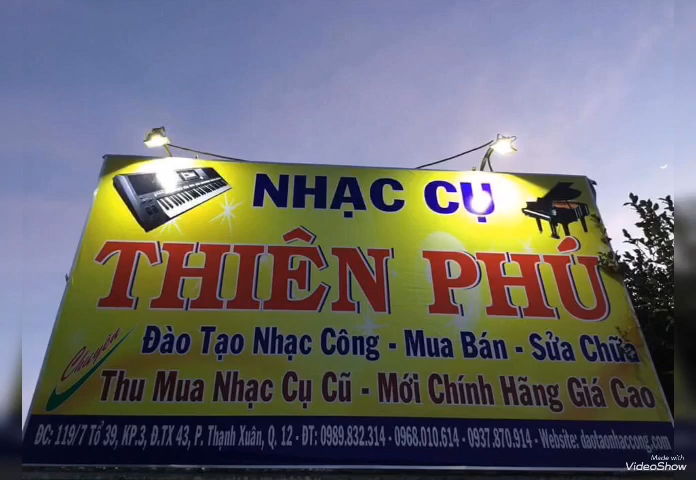 NHẠC CỤ
THIÊN PHÚ
Chuyên
Đào Tạo Nhạc Công - Mua Bán - Sửa Chữa
Thu Mua Nhạc Cụ Cũ - Mới Chính Hãng Giá Cao
ĐC: 119/7 Tổ 39, KP.3, Đ.TX 43, P. Thạnh Xuân, Q. 12 - ĐT: 0989.832.314 - 0968.010.614 - 0937.870.914 - Website: daotaonhaccong.com
Made with
VideoShow